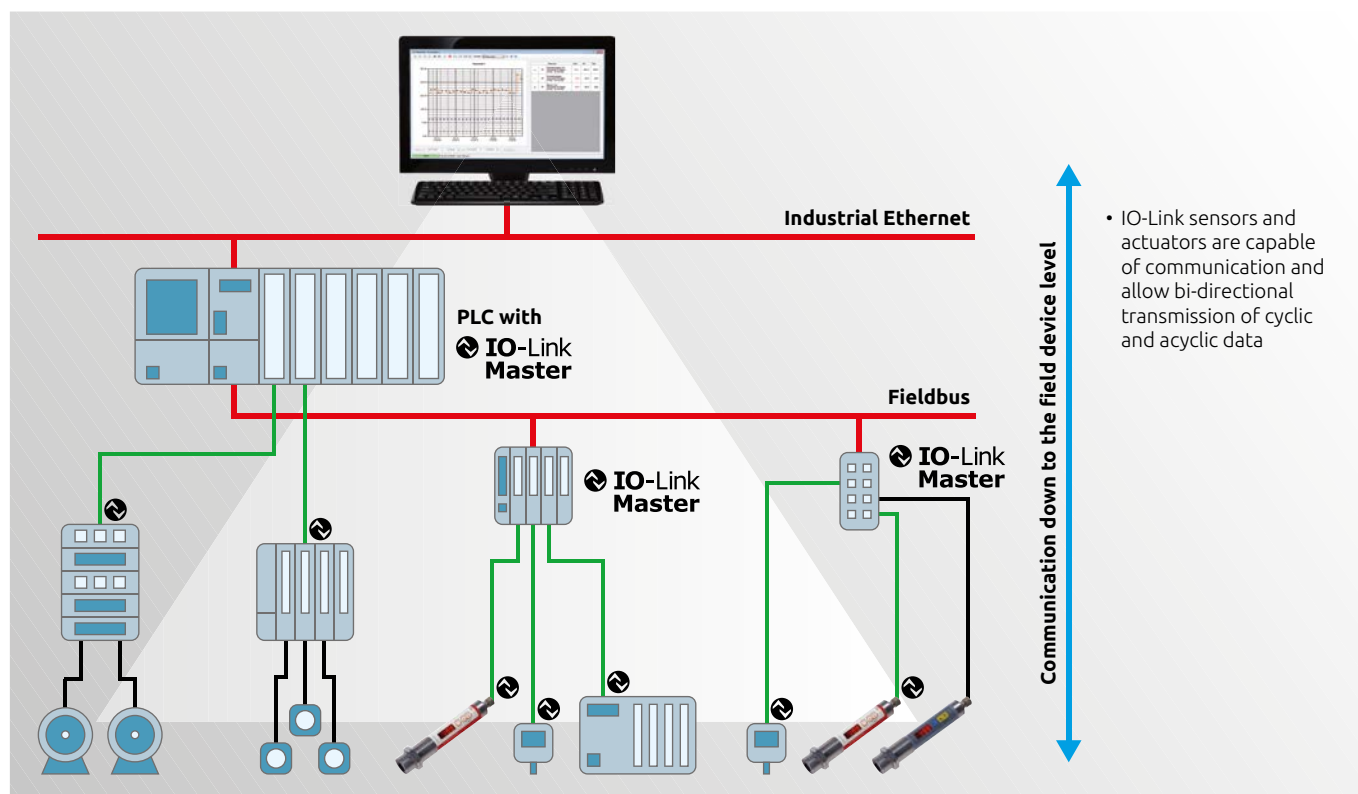 Industrial Ethernet
PLC with
IO-Link
Master
Fieldbus
IO-Link
Master
IO-Link
Master
Communication down to the field device level
• IO-Link sensors and
actuators are capable
of communication and
allow bi-directional
transmission of cyclic
and acyclic data